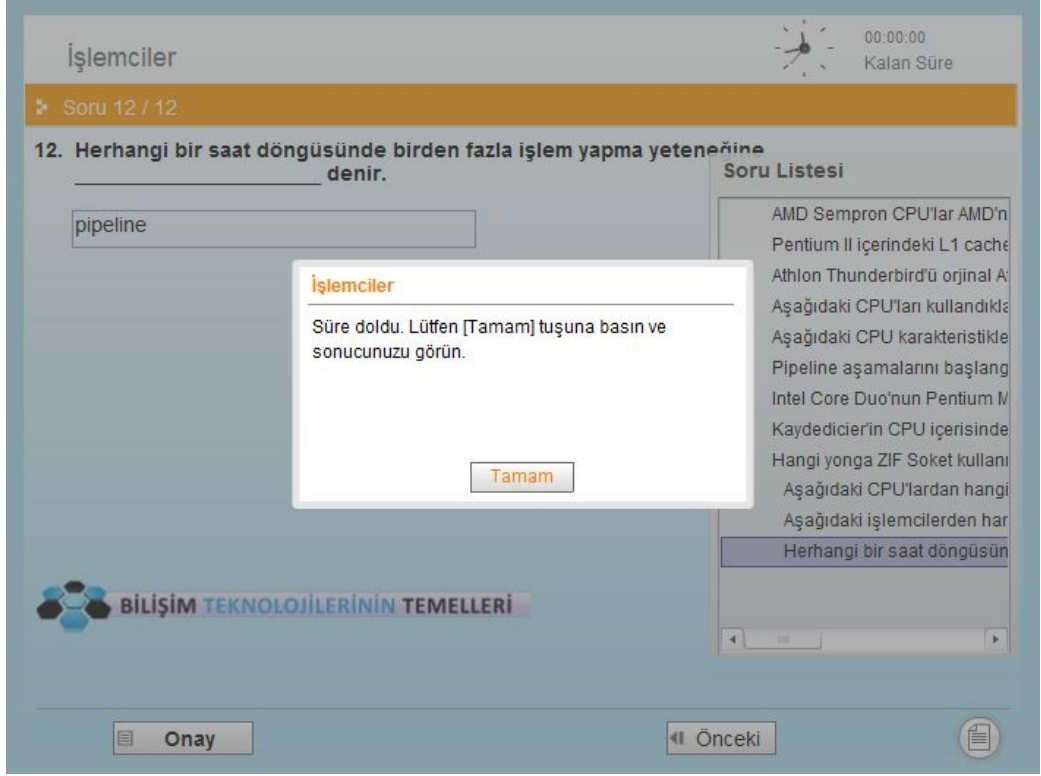 İşlemciler
00:00:00
Kalan Süre
Soru 12 / 12
12. Herhangi bir saat döngüsünde birden fazla işlem yapma yeteneğine
____________________ denir.
pipeline
Soru Listesi
AMD Sempron CPU'lar AMD'n
Pentium II içerindeki L1 cache
Athlon Thunderbird'ü orjinal A
Aşağıdaki CPU'ları kullandıkla
Aşağıdaki CPU karakteristikle
Pipeline aşamalarını başlang
Intel Core Duo'nun Pentium M
Kaydedicier'in CPU içerisinde
Hangi yonga ZIF Soket kullanı
Aşağıdaki CPU'lardan hangi
Aşağıdaki işlemcilerden han
Herhangi bir saat döngüsün
İşlemciler
Süre doldu. Lütfen [Tamam] tuşuna basın ve
sonucunuzu görün.
Tamam
BİLİŞİM TEKNOLOJİLERİNİN TEMELLERİ
Onay
Önceki